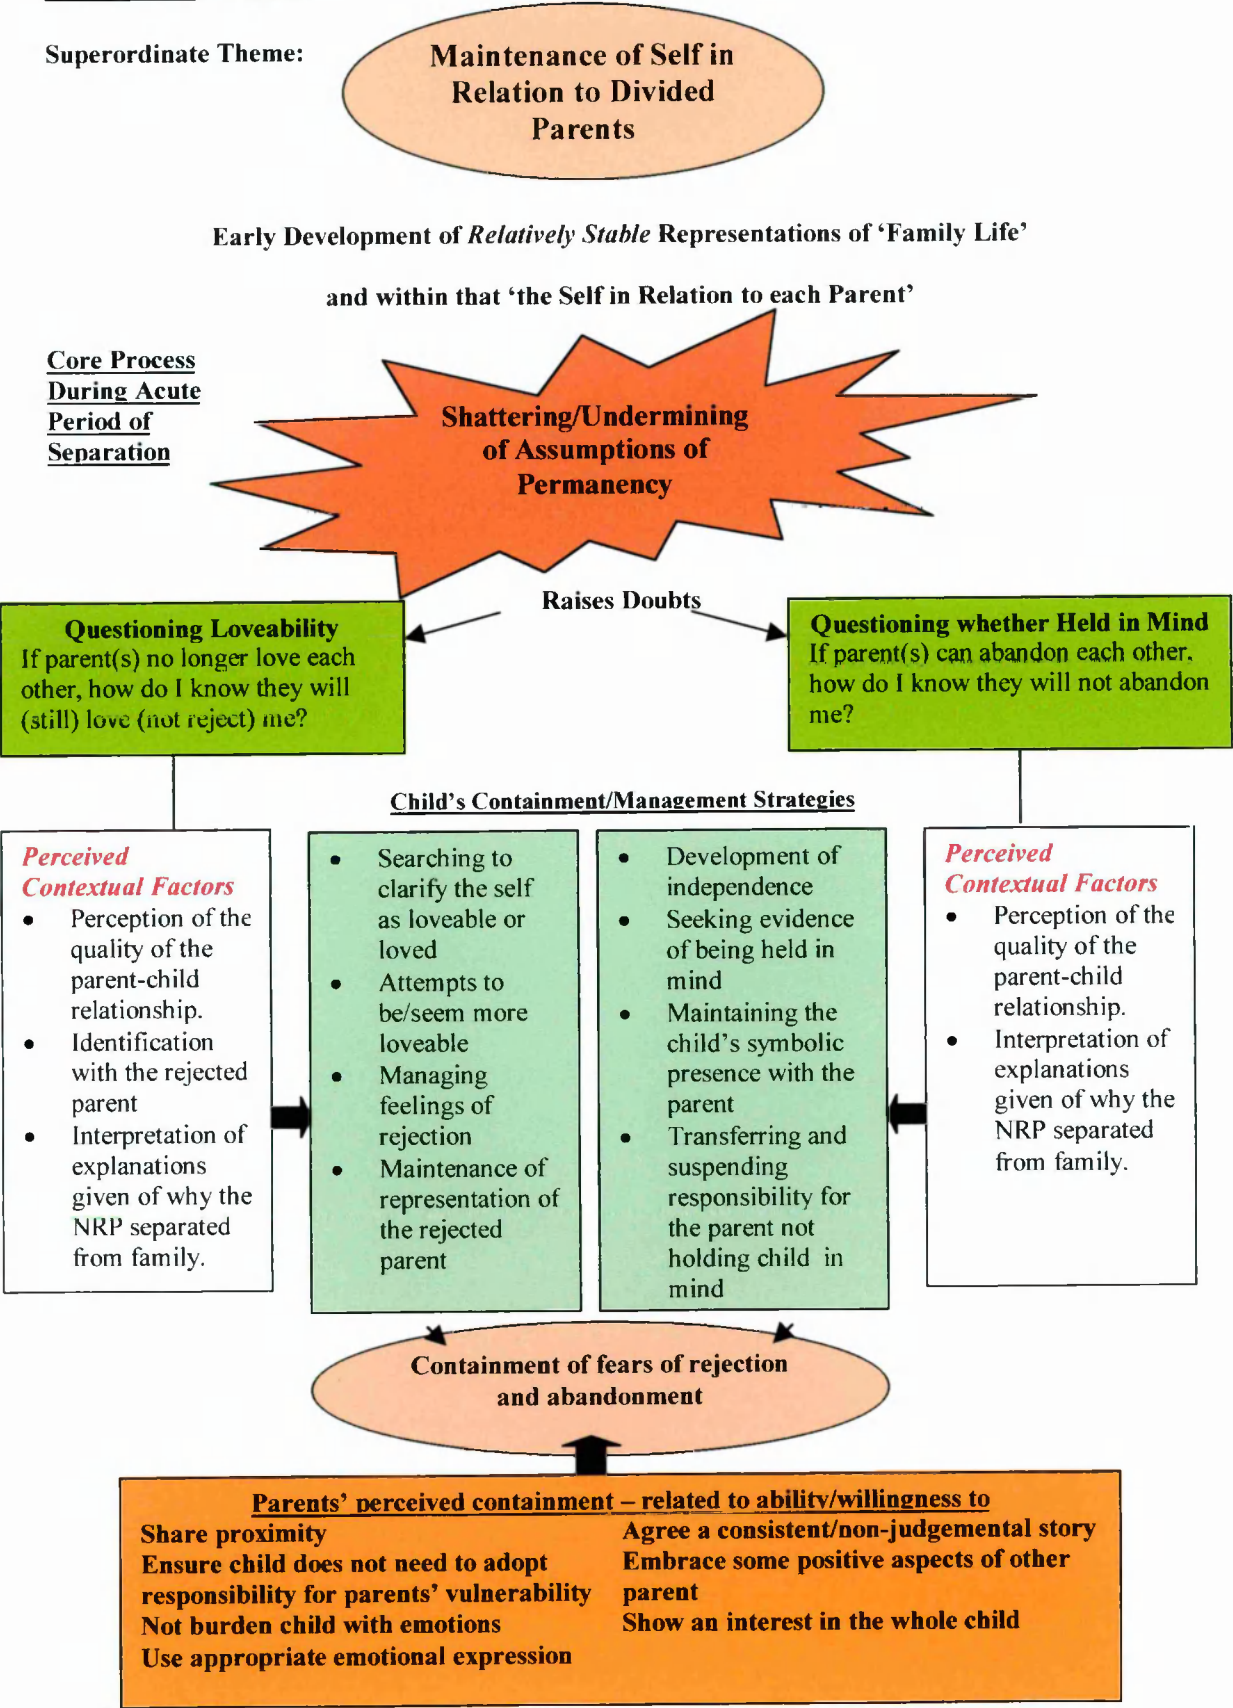 Superordinate Theme:
Maintenance of Self in
Relation to Divided
Parents
Early Development of Relatively Stable Representations of ‘Family Life’
and within that ‘the Self in Relation to each Parent’
Core Process
During Acute
Period of
Separation
Shattering/Undermining
of Assumptions of
Permanency
Raises Doubts
Questioning Loveability
If parent(s) no longer love each
other, how do I know they will
(still) love (not reject) me?
Questioning whether Held in Mind
If parent(s) can abandon each other,
how do I know they will not abandon
me?
Child’s Containment/Management Strategies
Perceived
Contextual Factors
• Perception of the
quality of the
parent-child
relationship.
• Identification
with the rejected
parent
• Interpretation of
explanations
given of why the
NRP separated
from family.
• Searching to
clarify the self
as loveable or
loved
• Attempts to
be/seem more
loveable
• Managing
feelings of
rejection
• Maintenance of
representation of
the rejected
parent
• Development of
independence
• Seeking evidence
of being held in
mind
• Maintaining the
child’s symbolic
presence with the
parent
• Transferring and
suspending
responsibility for
the parent not
holding child in
mind
Perceived
Contextual Factors
• Perception of the
quality of the
parent-child
relationship.
• Interpretation of
explanations
given of why the
NRP separated
from family.
Containment of fears of rejection
and abandonment
Parents’ perceived containment – related to ability/willingness to
Share proximity
Ensure child does not need to adopt
responsibility for parents’ vulnerability
Not burden child with emotions
Use appropriate emotional expression
Agree a consistent/non-judgemental story
Embrace some positive aspects of other
parent
Show an interest in the whole child